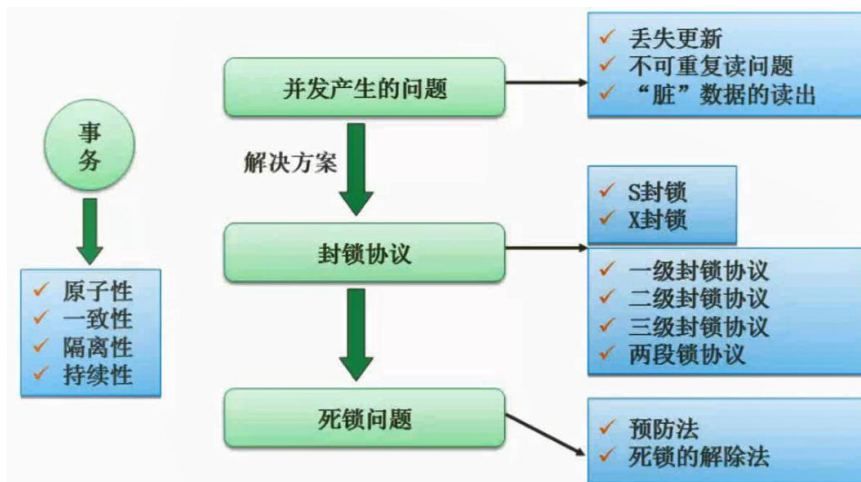 事
务
原子性
一致性
隔离性
持续性
并发产生的问题
丢失更新
不可重复读问题
“脏”数据的读出
解决方案
封锁协议
S封锁
X封锁
一级封锁协议
二级封锁协议
三级封锁协议
两段锁协议
死锁问题
预防法
死锁的解除法